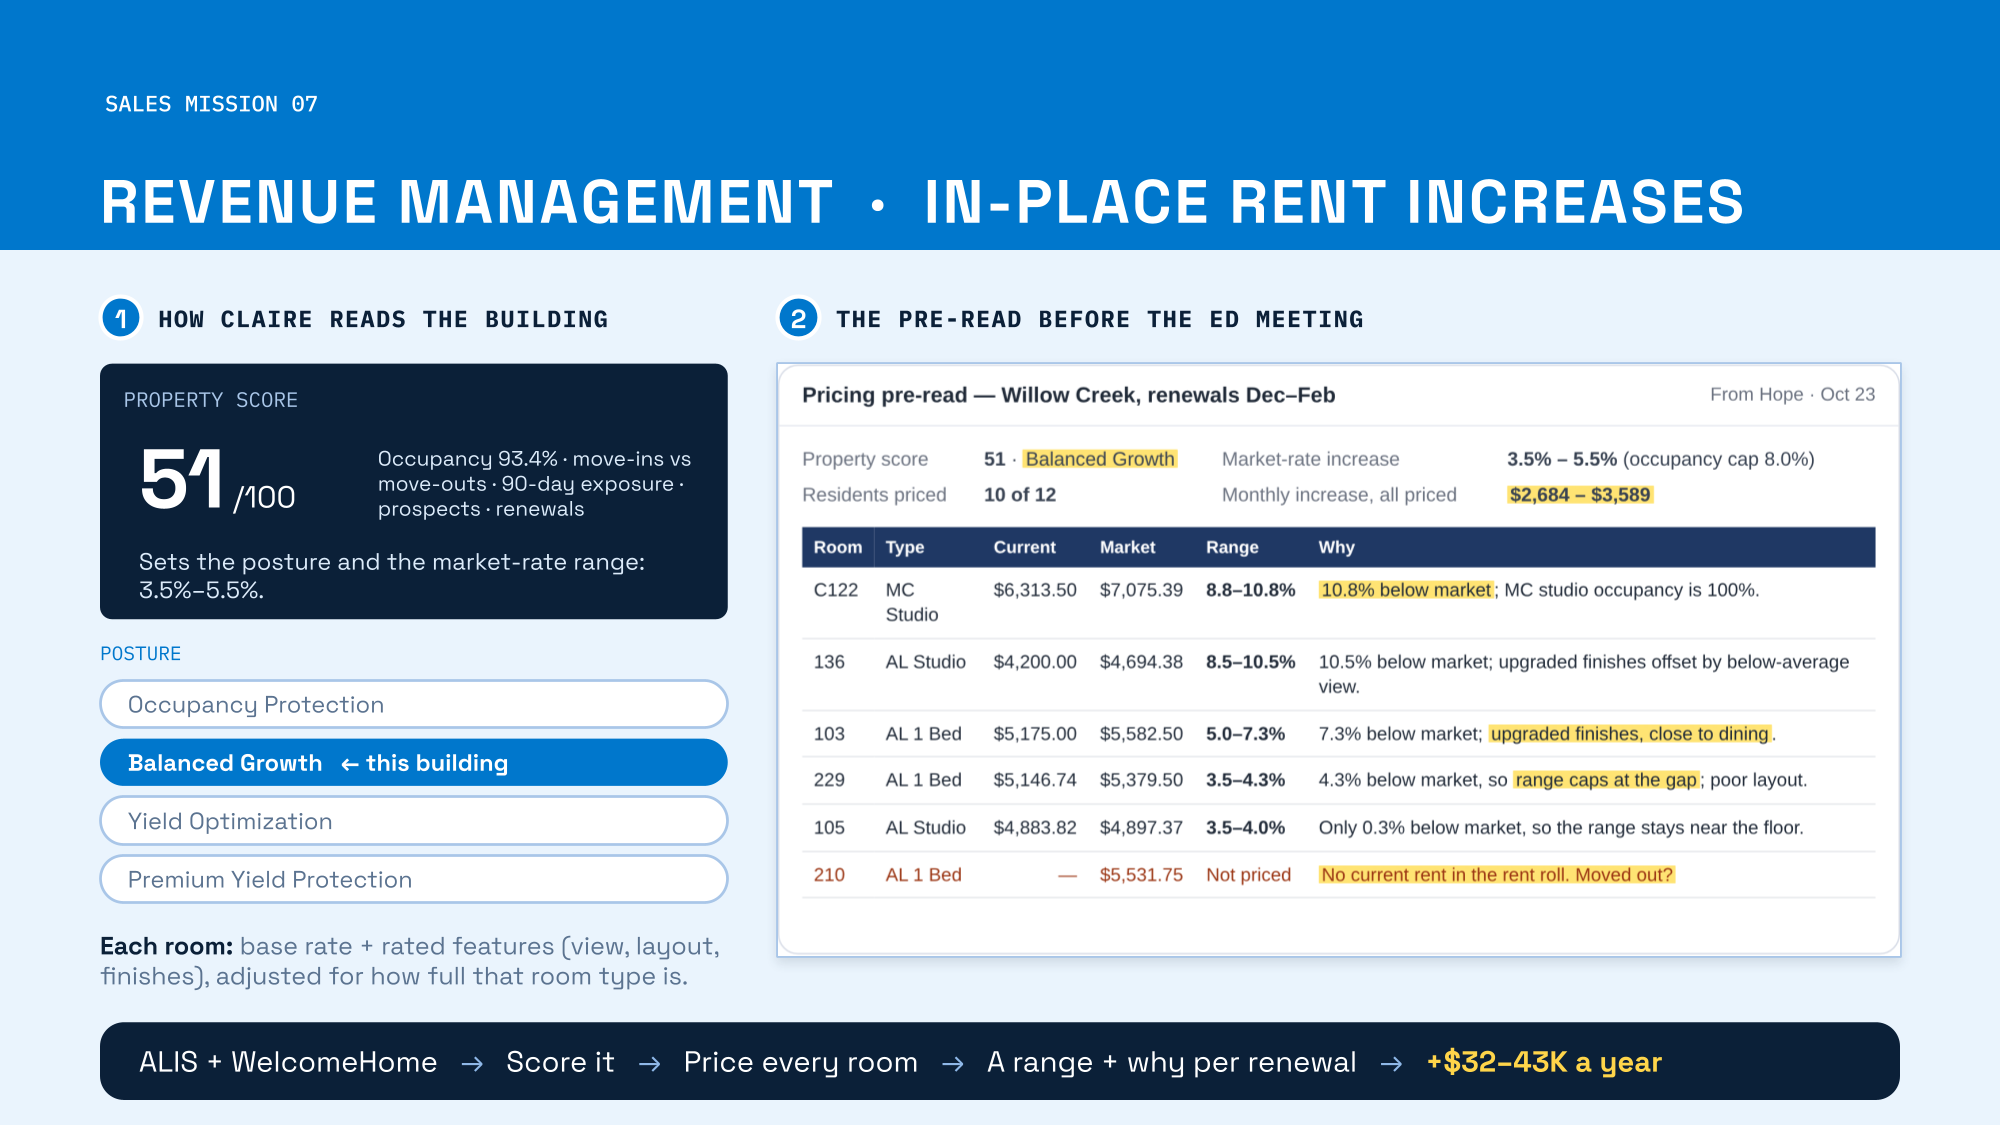 SALES MISSION 07
REVENUE MANAGEMENT · IN-PLACE RENT INCREASES
1 HOW CLAIRE READS THE BUILDING
PROPERTY SCORE
51 /100
Occupancy 93.4% · move-ins vs
move-outs · 90-day exposure ·
prospects · renewals
Sets the posture and the market-rate range:
3.5%–5.5%.
POSTURE
Occupancy Protection
Balanced Growth ← this building
Yield Optimization
Premium Yield Protection
Each room: base rate + rated features (view, layout,
finishes), adjusted for how full that room type is.
2 THE PRE-READ BEFORE THE ED MEETING
Pricing pre-read — Willow Creek, renewals Dec–Feb From Hope · Oct 23
Property score 51 · Balanced Growth Market-rate increase 3.5% – 5.5% (occupancy cap 8.0%)
Residents priced 10 of 12 Monthly increase, all priced $2,684 – $3,589
Room Type Current Market Range Why
C122 MC $6,313.50 $7,075.39 8.8–10.8% 10.8% below market; MC studio occupancy is 100%.
Studio
136 AL Studio $4,200.00 $4,694.38 8.5–10.5% 10.5% below market; upgraded finishes offset by below-average
view.
103 AL 1 Bed $5,175.00 $5,582.50 5.0–7.3% 7.3% below market; upgraded finishes, close to dining.
229 AL 1 Bed $5,146.74 $5,379.50 3.5–4.3% 4.3% below market, so range caps at the gap; poor layout.
105 AL Studio $4,883.82 $4,897.37 3.5–4.0% Only 0.3% below market, so the range stays near the floor.
210 AL 1 Bed — $5,531.75 Not priced No current rent in the rent roll. Moved out?
ALIS + WelcomeHome → Score it → Price every room → A range + why per renewal → +$32–43K a year